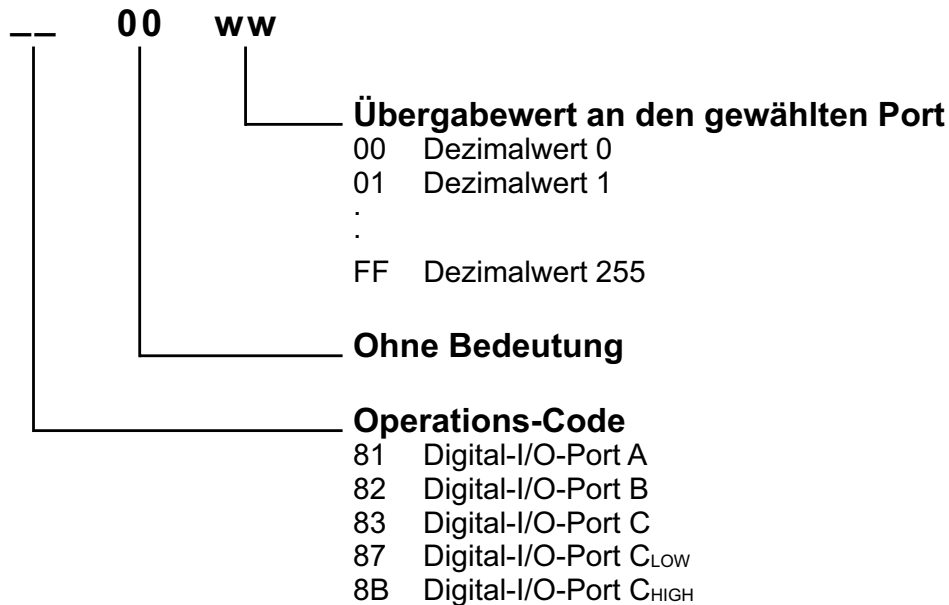 __ 00 ww
Übergabewert an den gewählten Port
00 Dezimalwert 0
01 Dezimalwert 1
.
.
FF Dezimalwert 255
Ohne Bedeutung
Operations-Code
81 Digital-I/O-Port A
82 Digital-I/O-Port B
83 Digital-I/O-Port C
87 Digital-I/O-Port CLOW
8B Digital-I/O-Port CHIGH